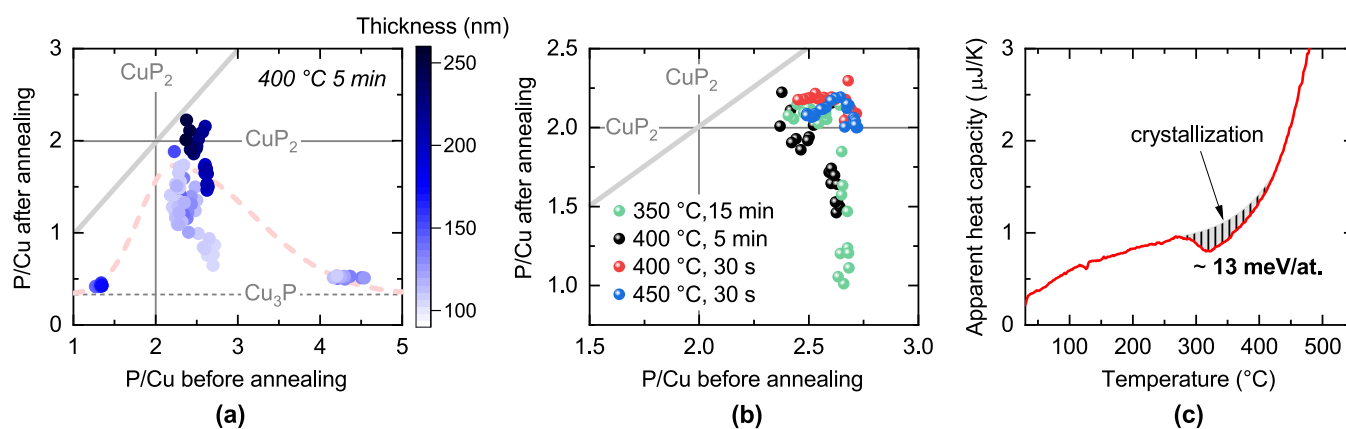 Thickness (nm)
3
2
1
0
1
2
3
4
5
P/Cu after annealing
P/Cu before annealing
CuP₂
400 °C 5 min
CuP₂
Cu₃P
250
200
150
100
(a)
2.5
2.0
1.5
1.0
1.5
2.0
2.5
3.0
P/Cu after annealing
P/Cu before annealing
CuP₂
CuP₂
350 °C, 15 min
400 °C, 5 min
400 °C, 30 s
450 °C, 30 s
(b)
3
2
1
0
100
200
300
400
500
Apparent heat capacity ( µJ/K)
Temperature (°C)
crystallization
~ 13 meV/at.
(c)